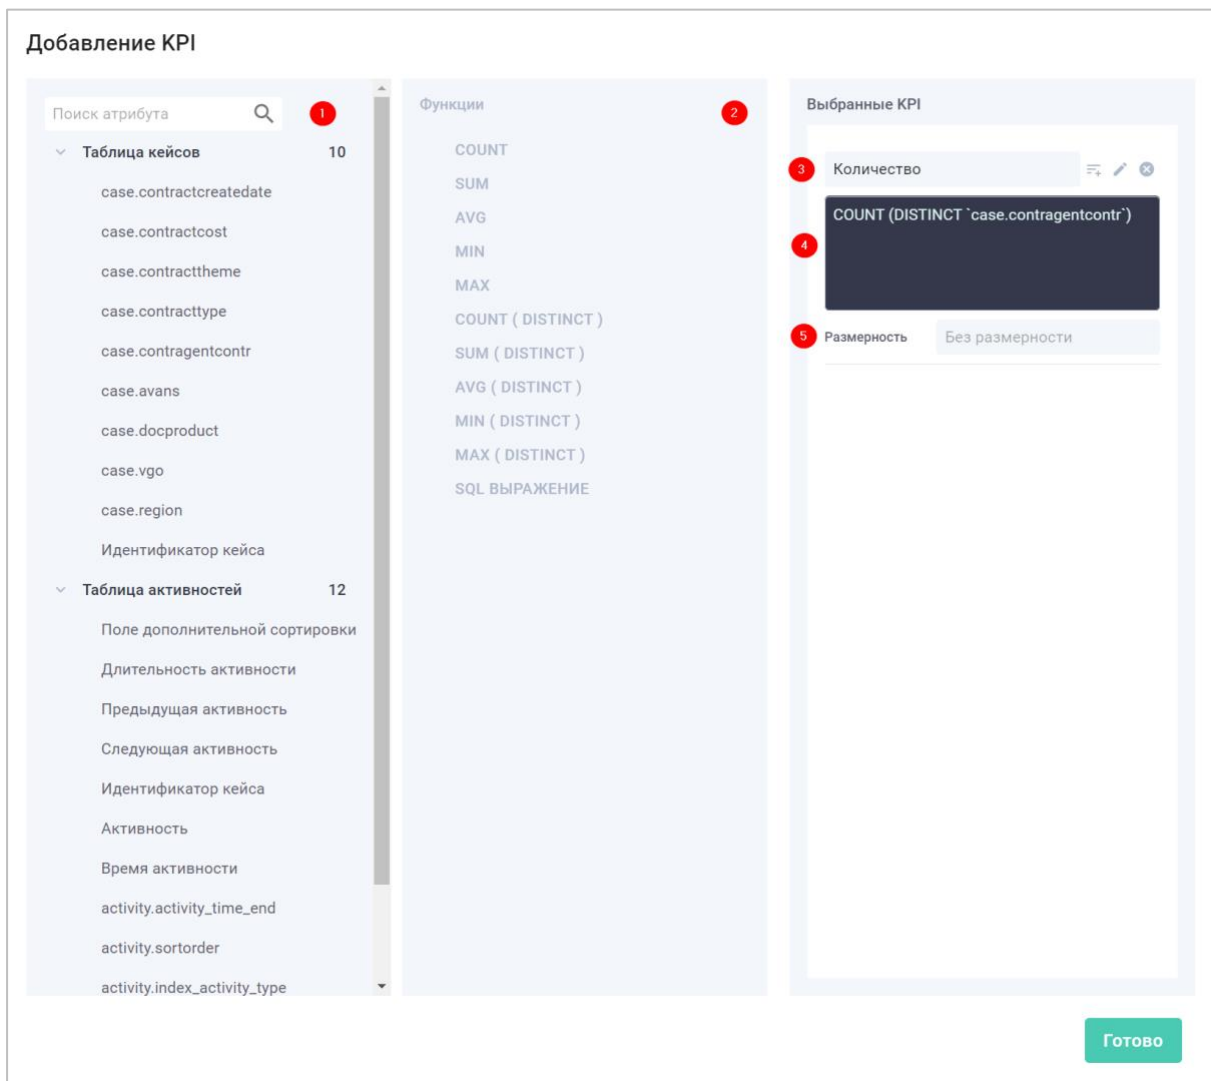 Добавление KPI
Поиск атрибута
1
Таблица кейсов 10
case.contractcreatedate
case.contractcost
case.contracttheme
case.contracttype
case.contragentcontr
case.avans
case.docproduct
case.vgo
case.region
Идентификатор кейса
Таблица активностей 12
Поле дополнительной сортировки
Длительность активности
Предыдущая активность
Следующая активность
Идентификатор кейса
Активность
Время активности
activity.activity_time_end
activity.sortorder
activity.index_activity_type
Функции
2
COUNT
SUM
AVG
MIN
MAX
COUNT ( DISTINCT )
SUM ( DISTINCT )
AVG ( DISTINCT )
MIN ( DISTINCT )
MAX ( DISTINCT )
SQL ВЫРАЖЕНИЕ
Выбранные KPI
3 Количество
COUNT (DISTINCT `case.contragentcontr`)
4
5 Размерность Без размерности
Готово